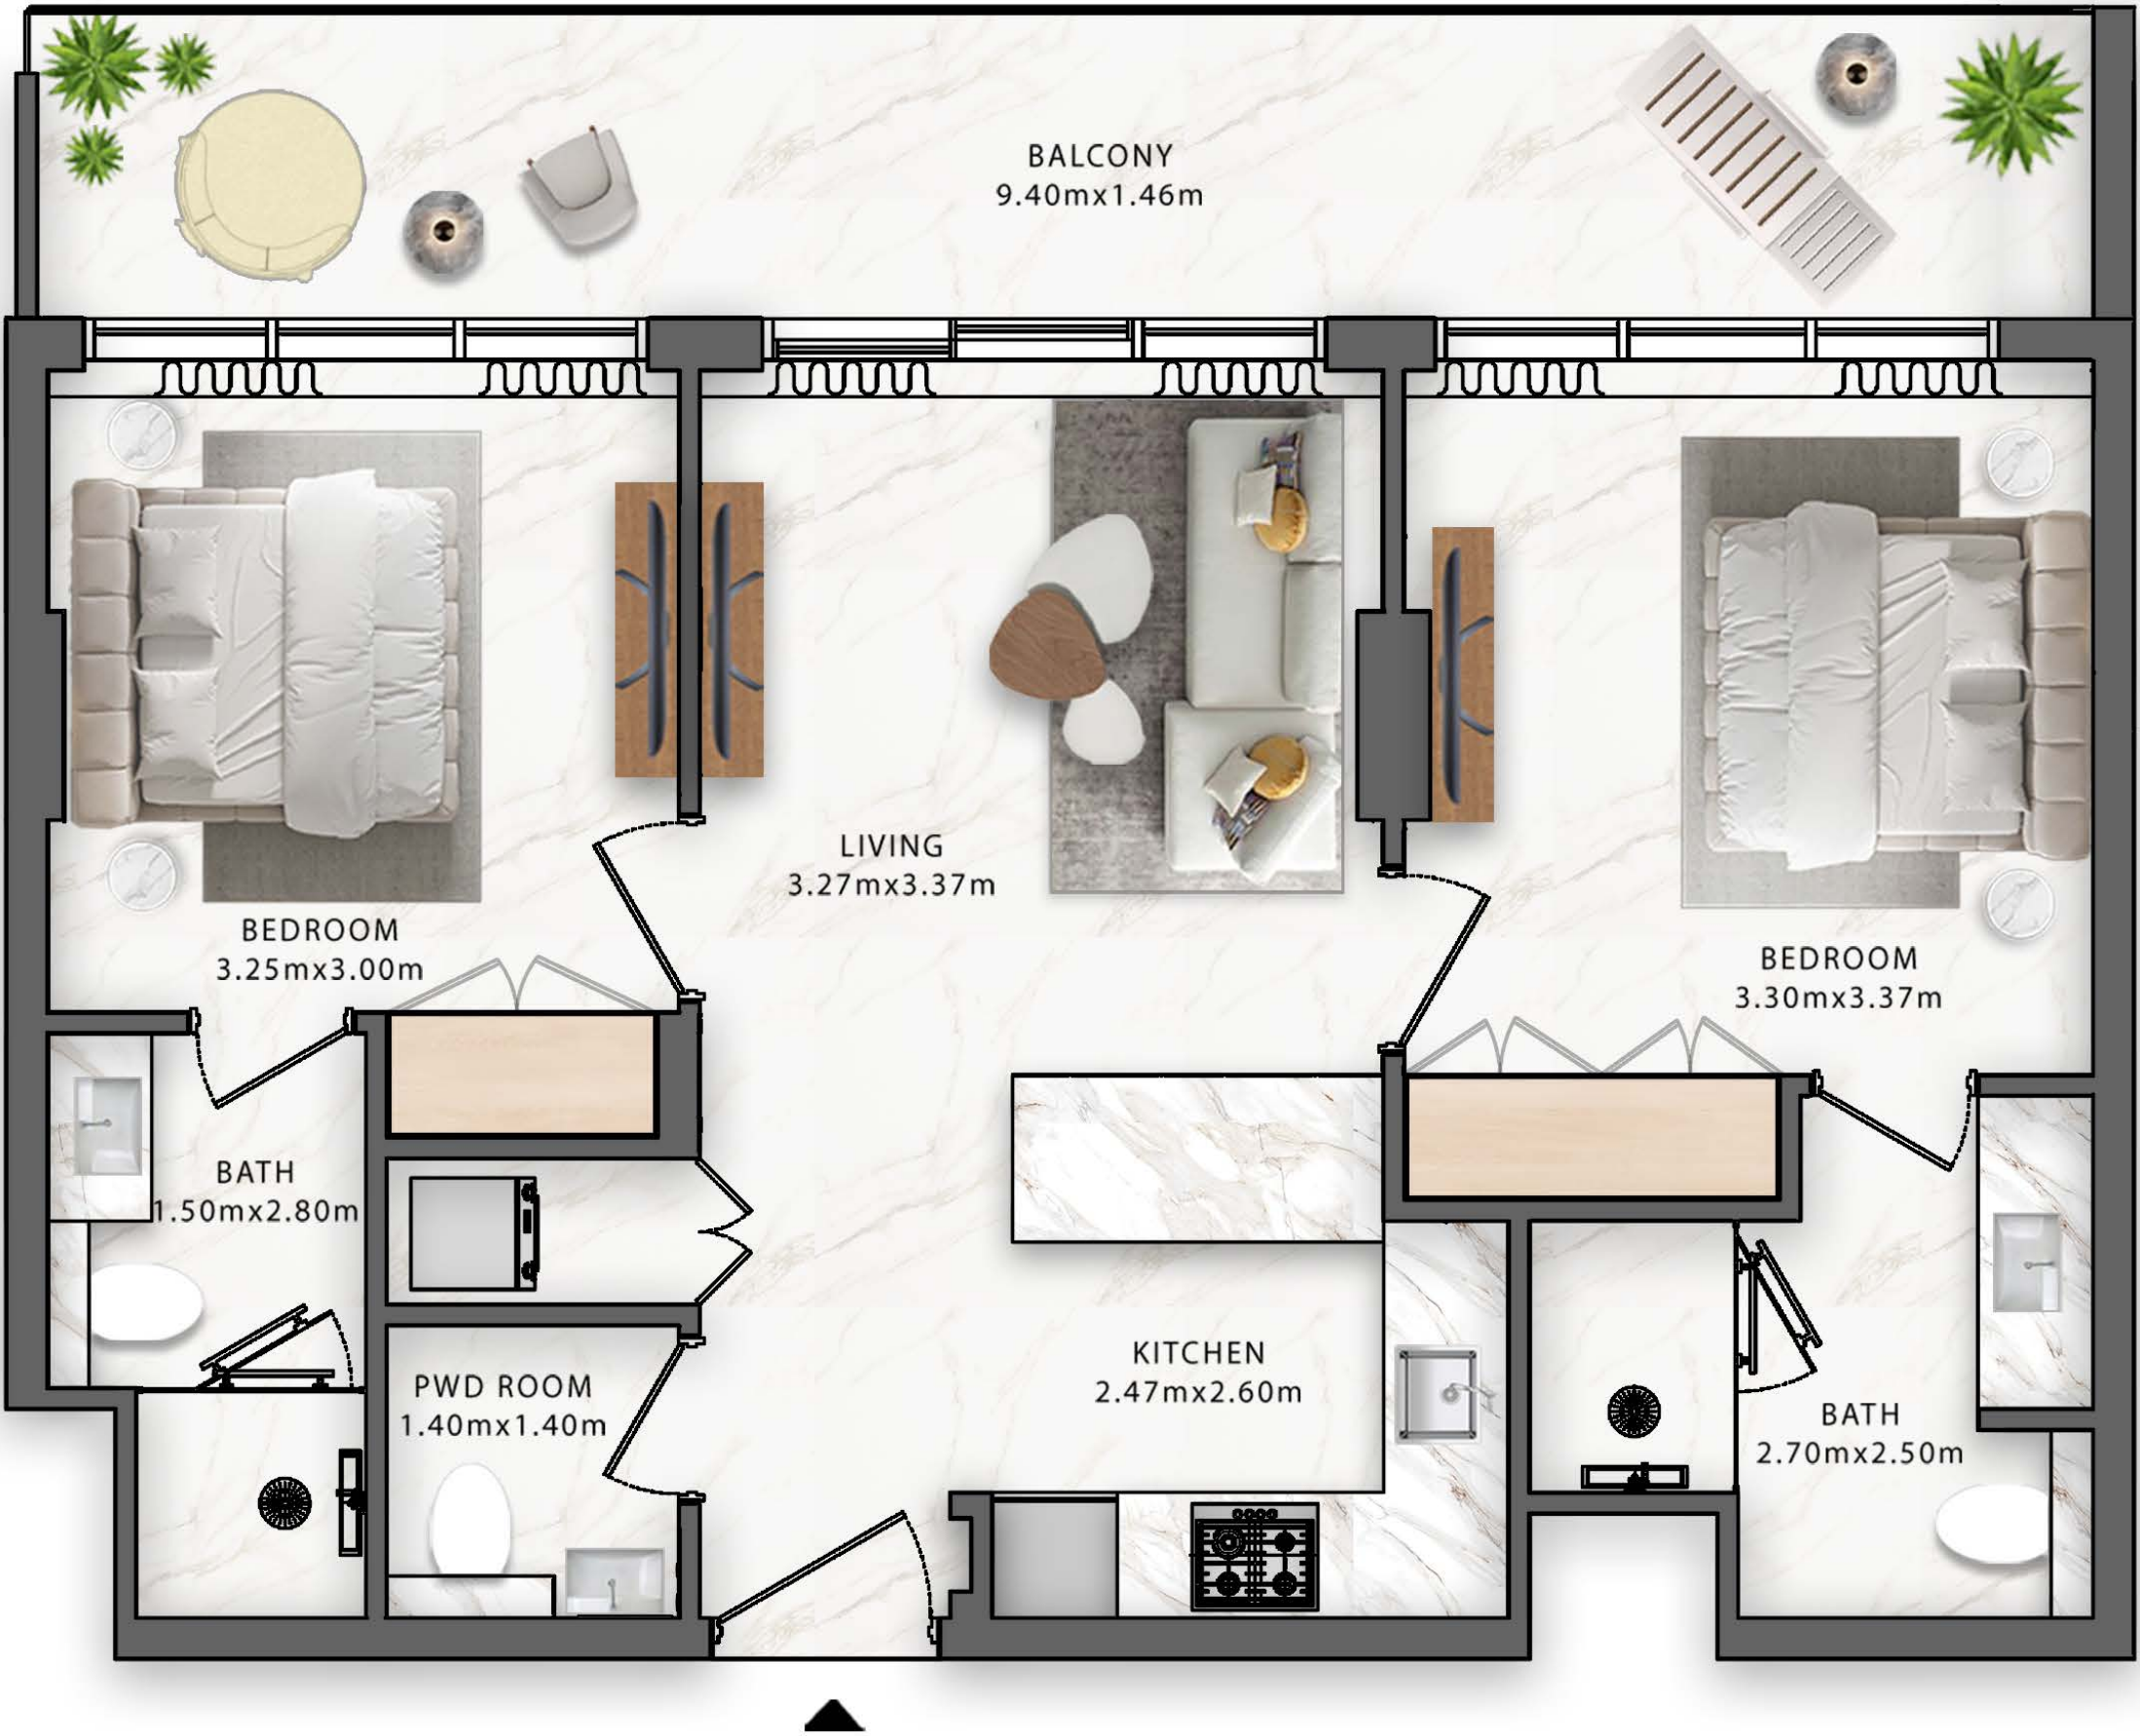 BALCONY
9.40mx1.46m
LIVING
3.27mx3.37m
BEDROOM
3.25mx3.00m
BEDROOM
3.30mx3.37m
BATH
1.50mx2.80m
KITCHEN
2.47mx2.60m
PWD ROOM
1.40mx1.40m
BATH
2.70mx2.50m